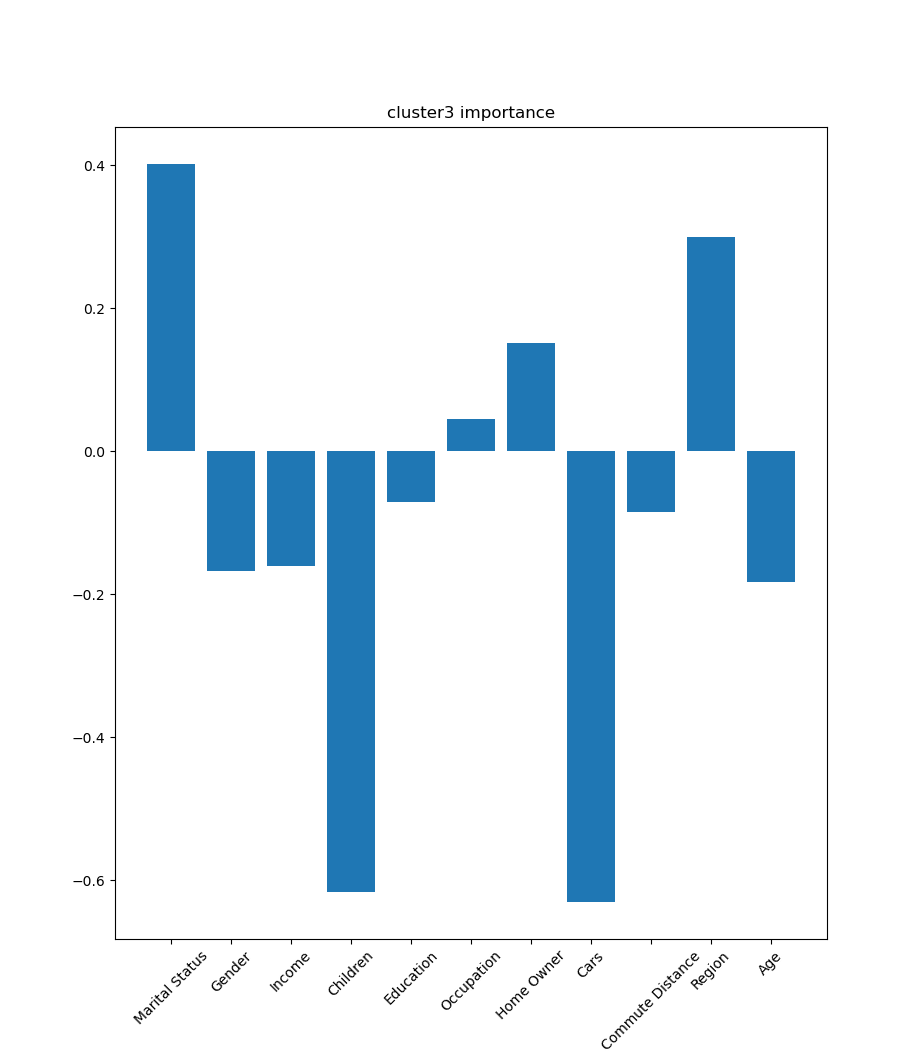 cluster3 importance
0.4
0.2
0.0
−0.2
−0.4
−0.6
Marital Status
Gender
Income
Children
Education
Occupation
Home Owner
Cars
Commute Distance
Region
Age